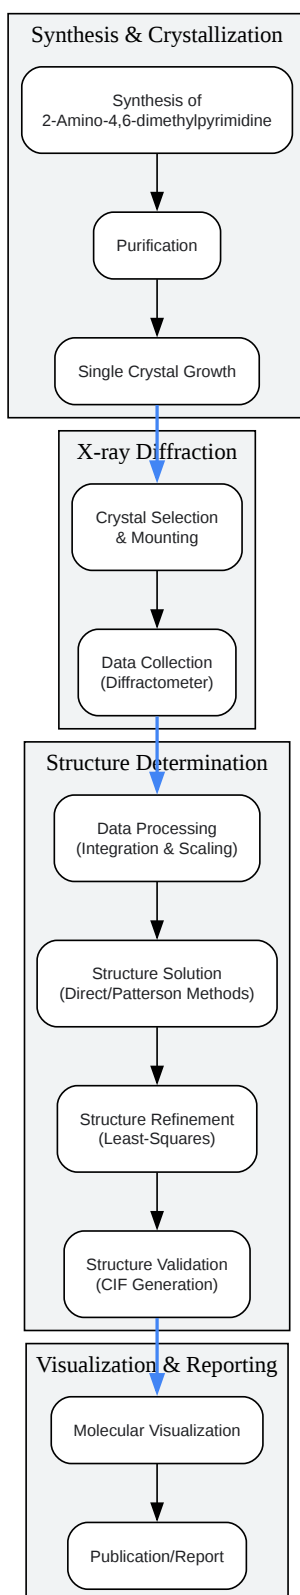 Synthesis & Crystallization
Synthesis of
2-Amino-4,6-dimethylpyrimidine
Purification
Single Crystal Growth
X-ray Diffraction
Crystal Selection
& Mounting
Data Collection
(Diffractometer)
Structure Determination
Data Processing
(Integration & Scaling)
Structure Solution
(Direct/Patterson Methods)
Structure Refinement
(Least-Squares)
Structure Validation
(CIF Generation)
Visualization & Reporting
Molecular Visualization
Publication/Report